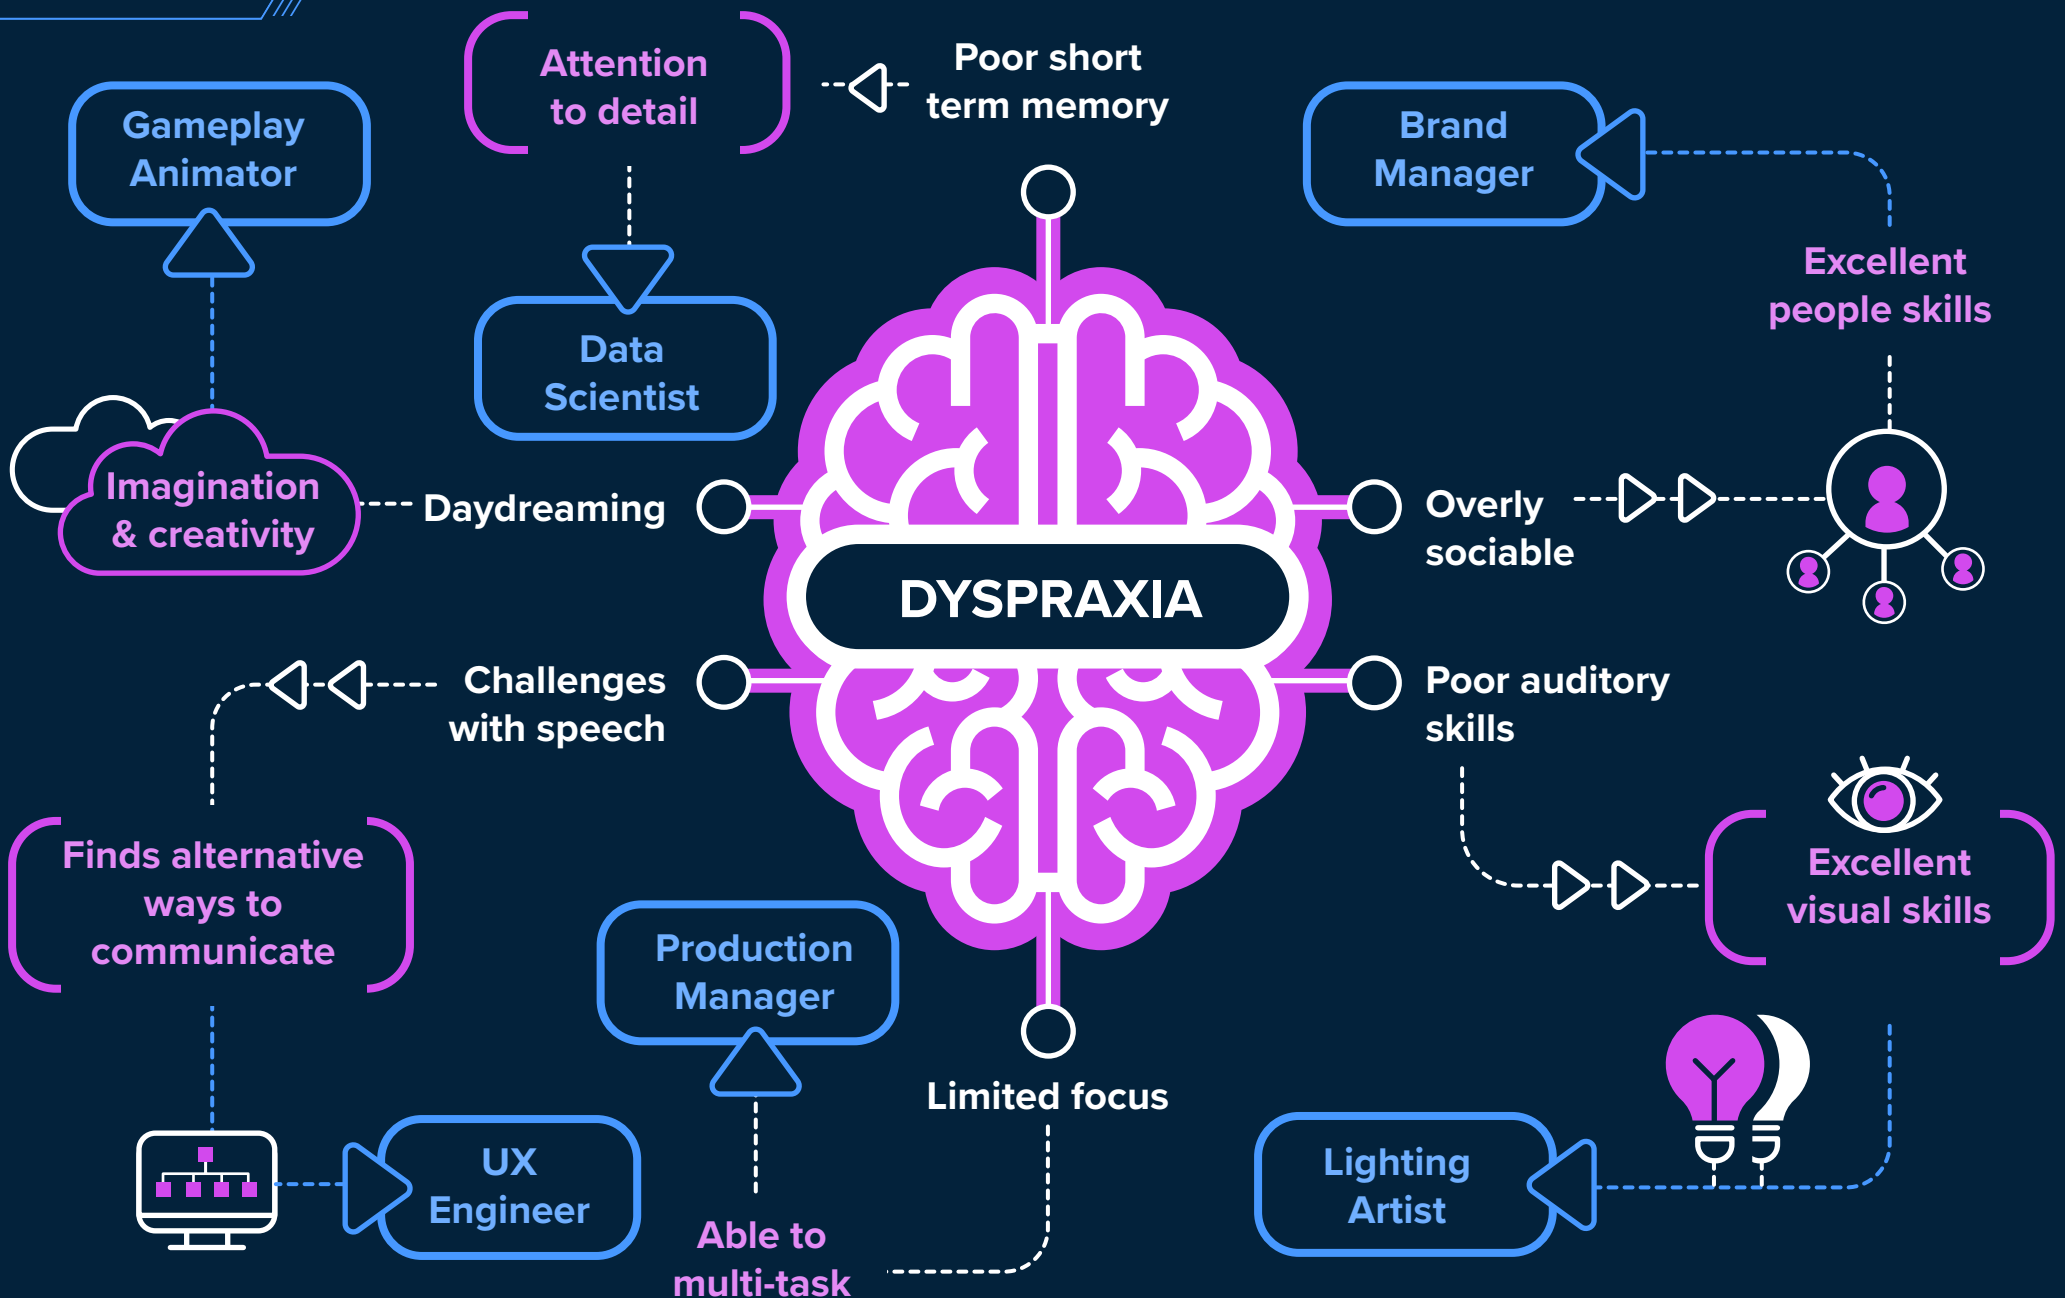 Poor short
term memory
Attention
to detail
Data
Scientist
Daydreaming
Imagination
& creativity
Gameplay
Animator
Challenges
with speech
Finds alternative
ways to
communicate
UX
Engineer
DYSPRAXIA
Overly
sociable
Excellent
people skills
Brand
Manager
Poor auditory
skills
Excellent
visual skills
Lighting
Artist
Limited focus
Able to
multi-task
Production
Manager